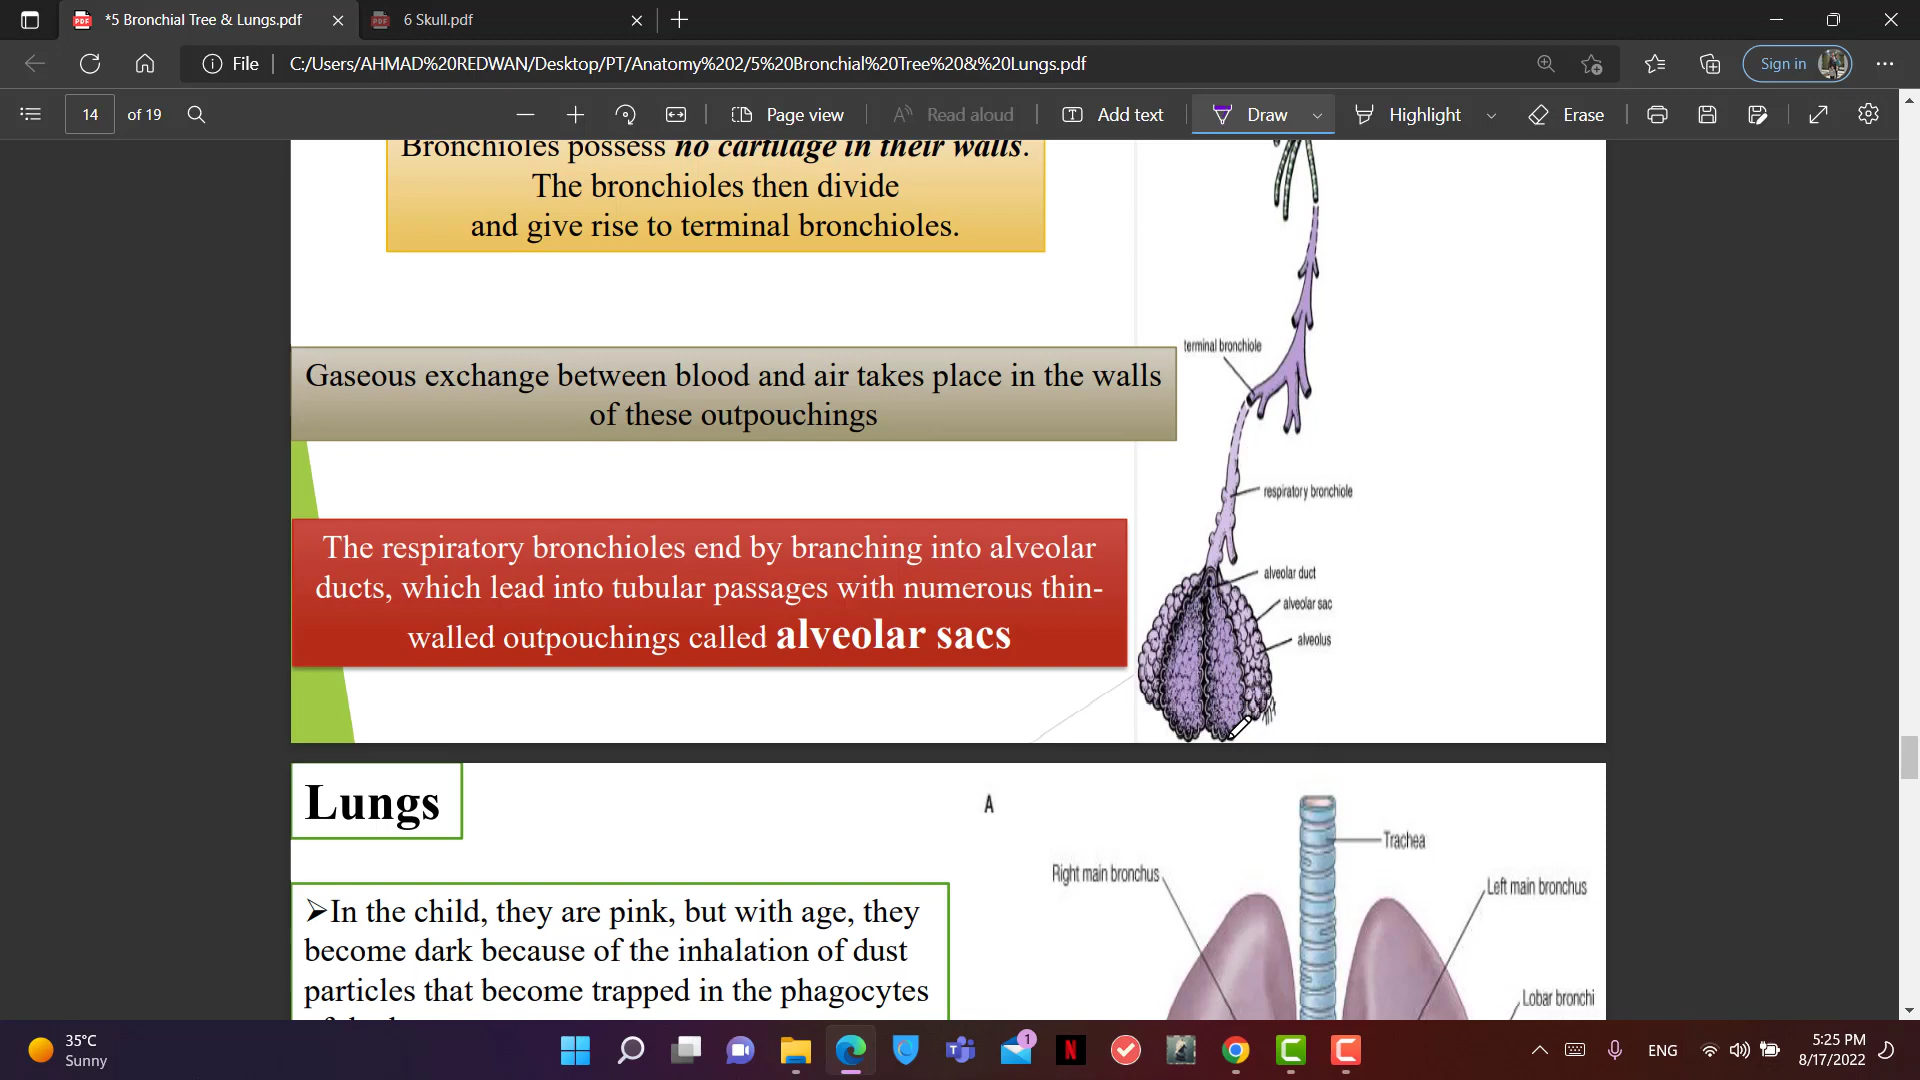 *5 Bronchial Tree & Lungs.pdf
6 Skull.pdf
File
C:/Users/AHMAD%20REDWAN/Desktop/PT/Anatomy%202/5%20Bronchial%20Tree%20&%20Lungs.pdf
Sign in
14 of 19
Page view
Read aloud
Add text
Draw
Highlight
Erase
Bronchioles possess no cartilage in their walls.
The bronchioles then divide
and give rise to terminal bronchioles.
terminal bronchiole
Gaseous exchange between blood and air takes place in the walls
of these outpouchings
respiratory bronchiole
The respiratory bronchioles end by branching into alveolar
ducts, which lead into tubular passages with numerous thin-
walled outpouchings called alveolar sacs
alveolar duct
alveolar sac
alveolus
Lungs
A
Trachea
Right main bronchus
Left main bronchus
Lobar bronchi
➢In the child, they are pink, but with age, they
become dark because of the inhalation of dust
particles that become trapped in the phagocytes
35°C
Sunny
1
N
ENG
5:25 PM
8/17/2022